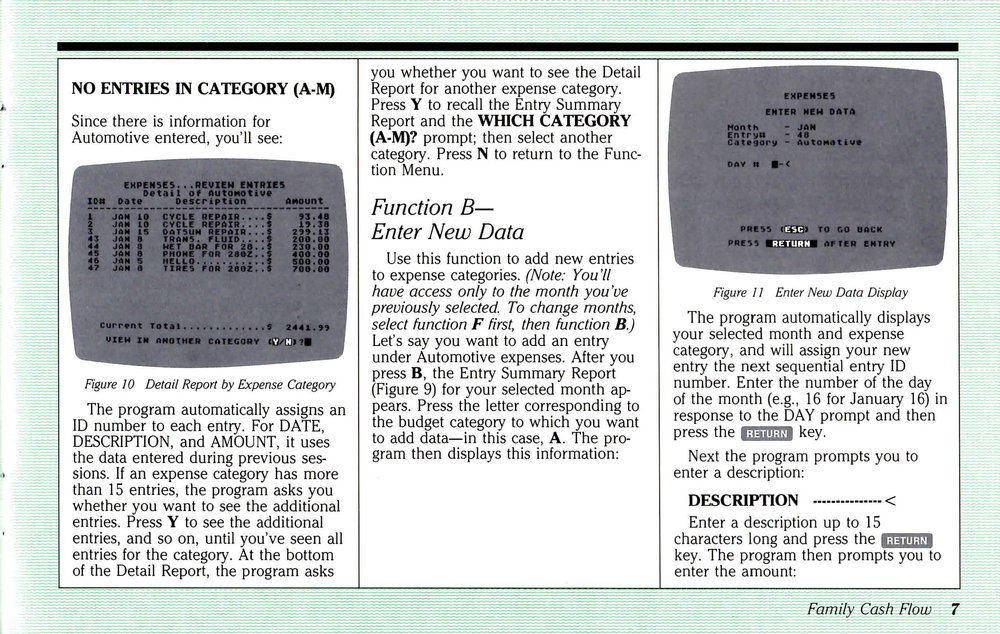 NO ENTRIES IN CATEGORY (A-M)
Since there is information for
Automotive entered, you'll see:
EXPENSES...REVIEW ENTRIES
Detail of Automotive
ID# Date Description Amount
1 JAN 10 CYCLE REPAIR....$ 93.48
2 JAN 10 CYCLE REPAIR....$ 19.38
3 JAN 15 DATSUN REPAIR...$ 299.13
43 JAN 8 TRANS. FLUID....$ 200.00
44 JAN 8 WET BAR FOR 28..$ 230.00
45 JAN 8 PHONE FOR 280Z..$ 400.00
46 JAN 5 HELLO...........$ 500.00
47 JAN 8 TIRES FOR 280Z..$ 700.00
Current Total.............$ 2441.99
VIEW IN ANOTHER CATEGORY (Y/N)?
Figure 10 Detail Report by Expense Category
The program automatically assigns an
ID number to each entry. For DATE,
DESCRIPTION, and AMOUNT, it uses
the data entered during previous ses-
sions. If an expense category has more
than 15 entries, the program asks you
whether you want to see the additional
entries. Press Y to see the additional
entries, and so on, until you've seen all
entries for the category. At the bottom
of the Detail Report, the program asks
you whether you want to see the Detail
Report for another expense category.
Press Y to recall the Entry Summary
Report and the WHICH CATEGORY
(A-M)? prompt; then select another
category. Press N to return to the Func-
tion Menu.
Function B—
Enter New Data
Use this function to add new entries
to expense categories. (Note: You'll
have access only to the month you've
previously selected. To change months,
select function F first, then function B.)
Let's say you want to add an entry
under Automotive expenses. After you
press B, the Entry Summary Report
(Figure 9) for your selected month ap-
pears. Press the letter corresponding to
the budget category to which you want
to add data—in this case, A. The pro-
gram then displays this information:
EXPENSES
ENTER NEW DATA
Month - JAN
Entry# - 48
Category - Automotive
DAY # -<
PRESS (ESC) TO GO BACK
PRESS RETURN AFTER ENTRY
Figure 11 Enter New Data Display
The program automatically displays
your selected month and expense
category, and will assign your new
entry the next sequential entry ID
number. Enter the number of the day
of the month (e.g., 16 for January 16) in
response to the DAY prompt and then
press the RETURN key.
Next the program prompts you to
enter a description:
DESCRIPTION --------------<
Enter a description up to 15
characters long and press the RETURN
key. The program then prompts you to
enter the amount:
Family Cash Flow 7